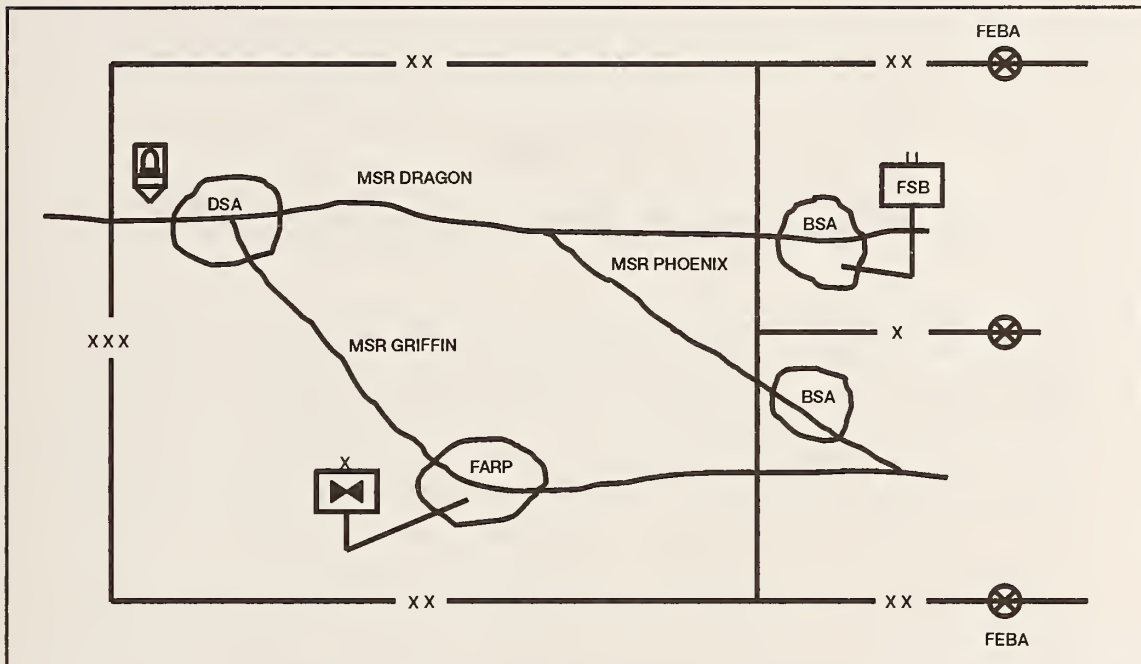 FEBA
XX
XX
MSR DRAGON
DSA
FSB
BSA
MSR PHOENIX
XXX
X
MSR GRIFFIN
BSA
X
FARP
XX
XX
FEBA